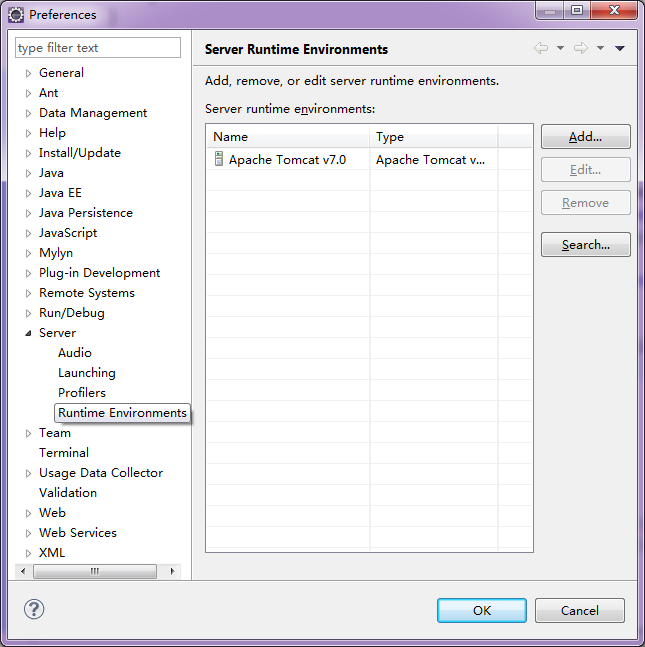 Preferences
type filter text
General
Ant
Data Management
Help
Install/Update
Java
Java EE
Java Persistence
JavaScript
Mylyn
Plug-in Development
Remote Systems
Run/Debug
Server
Audio
Launching
Profilers
Runtime Environments
Team
Terminal
Usage Data Collector
Validation
Web
Web Services
XML
Server Runtime Environments
Add, remove, or edit server runtime environments.
Server runtime environments:
Name Type
Apache Tomcat v7.0 Apache Tomcat v...
Add...
Edit...
Remove
Search...
OK Cancel